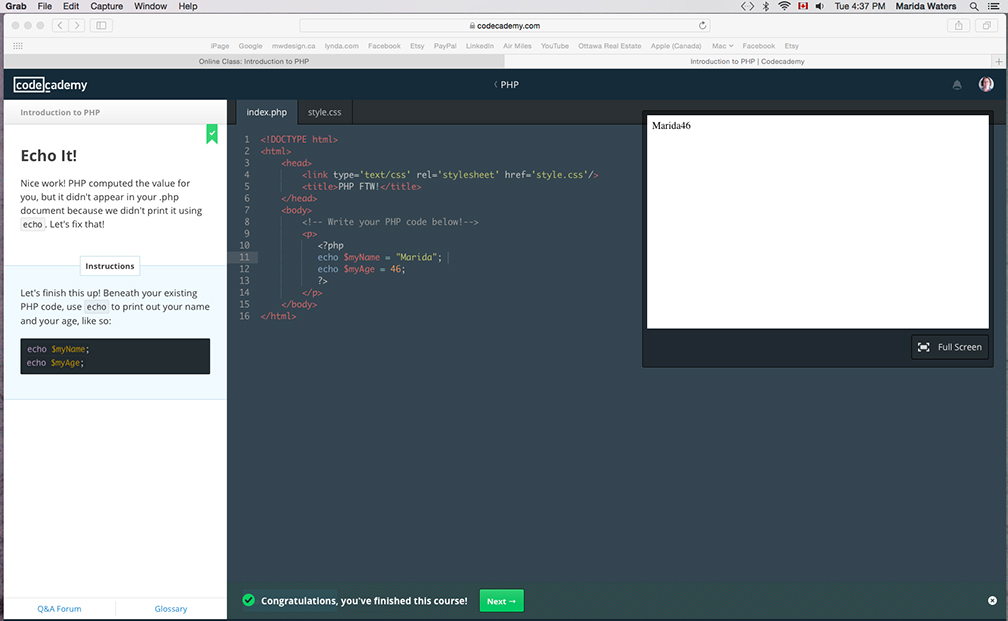 Grab File Edit Capture Window Help Tue 4:37 PM Marida Waters
codecademy.com
iPage Google mwdesign.ca lynda.com Facebook Etsy PayPal LinkedIn Air Miles YouTube Ottawa Real Estate Apple (Canada) Mac Facebook Etsy
Online Class: Introduction to PHP Introduction to PHP | Codecademy
codecademy
PHP
Introduction to PHP
Echo It!
Nice work! PHP computed the value for
you, but it didn't appear in your .php
document because we didn't print it using
echo. Let's fix that!
Instructions
Let's finish this up! Beneath your existing
PHP code, use echo to print out your name
and your age, like so:
echo $myName;
echo $myAge;
Q&A Forum Glossary
index.php style.css
1 <!DOCTYPE html>
2 <html>
3 <head>
4 <link type='text/css' rel='stylesheet' href='style.css'/>
5 <title>PHP FTW!</title>
6 </head>
7 <body>
8 <!-- Write your PHP code below!-->
9 <p>
10 <?php
11 echo $myName = "Marida";
12 echo $myAge = 46;
13 ?>
14 </p>
15 </body>
16 </html>
Marida46
Full Screen
Congratulations, you've finished this course! Next →